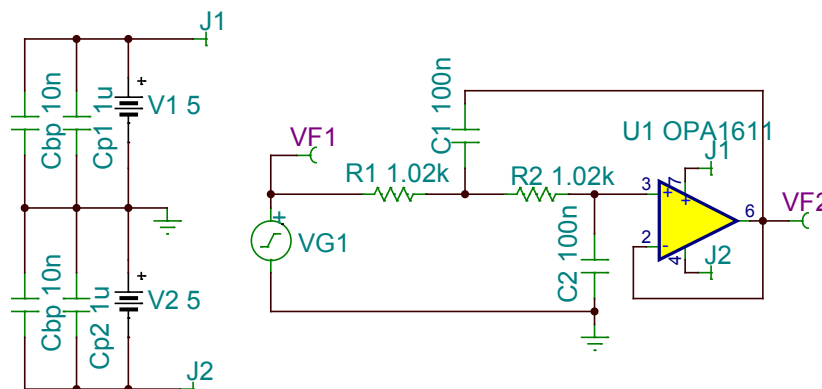 J1
Cbp 10n
Cp1 1u
+
V1 5
Cbp 10n
Cp2 1u
+
V2 5
J2
VF1
+
VG1
R1 1.02k
C1 100n
R2 1.02k
C2 100n
U1 OPA1611
J1
3
+
+
7
2
-
4
6
J2
VF2